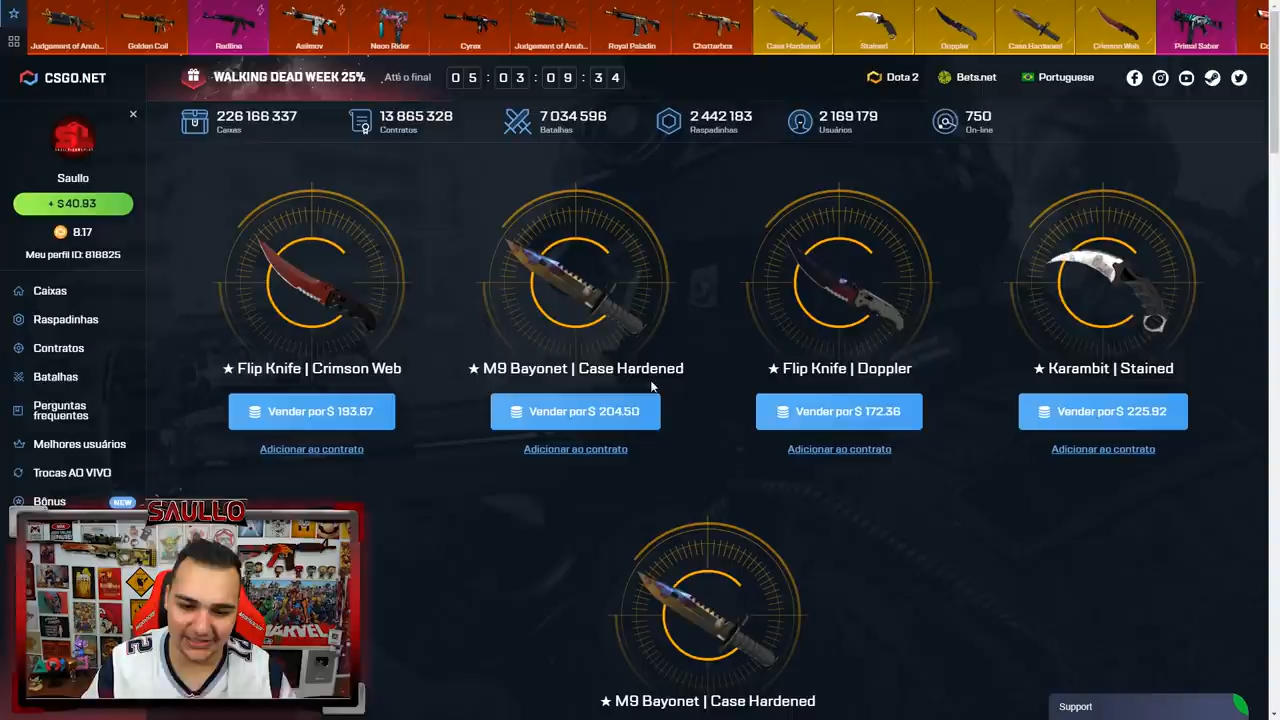 Judgement of Anub...
Golden Coil
Redline
Asiimov
Neon Rider
Cyrex
Judgement of Anub...
Royal Paladin
Chatterbox
Case Hardened
Stained
Doppler
Case Hardened
Crimson Web
Primal Saber
CSGO.NET
WALKING DEAD WEEK 25%
Até o final
0 5 : 0 3 : 0 9 : 3 4
Dota 2
Bets.net
Portuguese
226 166 337
Caixas
13 865 328
Contratos
7 034 596
Batalhas
2 442 183
Raspadinhas
2 169 179
Usuários
750
On-line
Saullo
+ $ 40.93
8.17
Meu perfil ID: 818825
Caixas
Raspadinhas
Contratos
Batalhas
Perguntas
frequentes
Melhores usuários
Trocas AO VIVO
Bônus
NEW
★ Flip Knife | Crimson Web
Vender por $ 193.67
Adicionar ao contrato
★ M9 Bayonet | Case Hardened
Vender por $ 204.50
Adicionar ao contrato
★ Flip Knife | Doppler
Vender por $ 172.36
Adicionar ao contrato
★ Karambit | Stained
Vender por $ 225.92
Adicionar ao contrato
★ M9 Bayonet | Case Hardened
SAULLO
MARVEL
Support